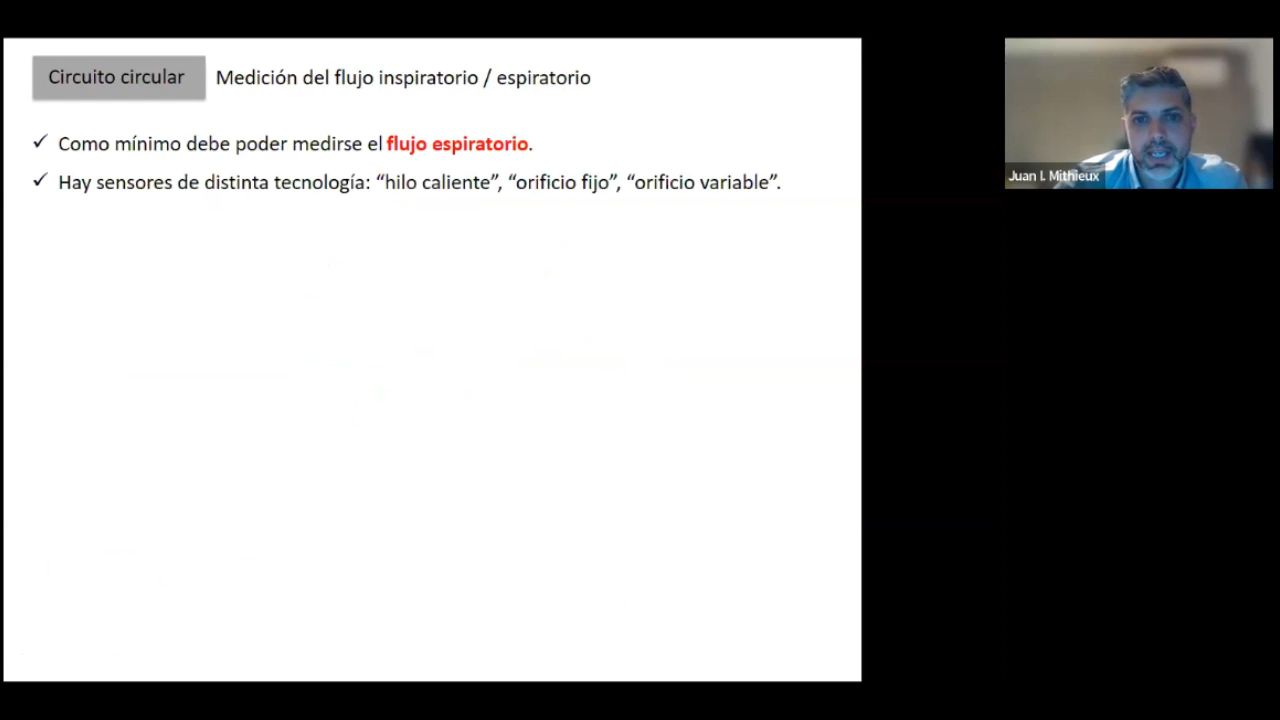 Circuito circular
Medición del flujo inspiratorio / espiratorio
✓ Como mínimo debe poder medirse el flujo espiratorio.
✓ Hay sensores de distinta tecnología: “hilo caliente”, “orificio fijo”, “orificio variable”.
Juan I. Mithieux